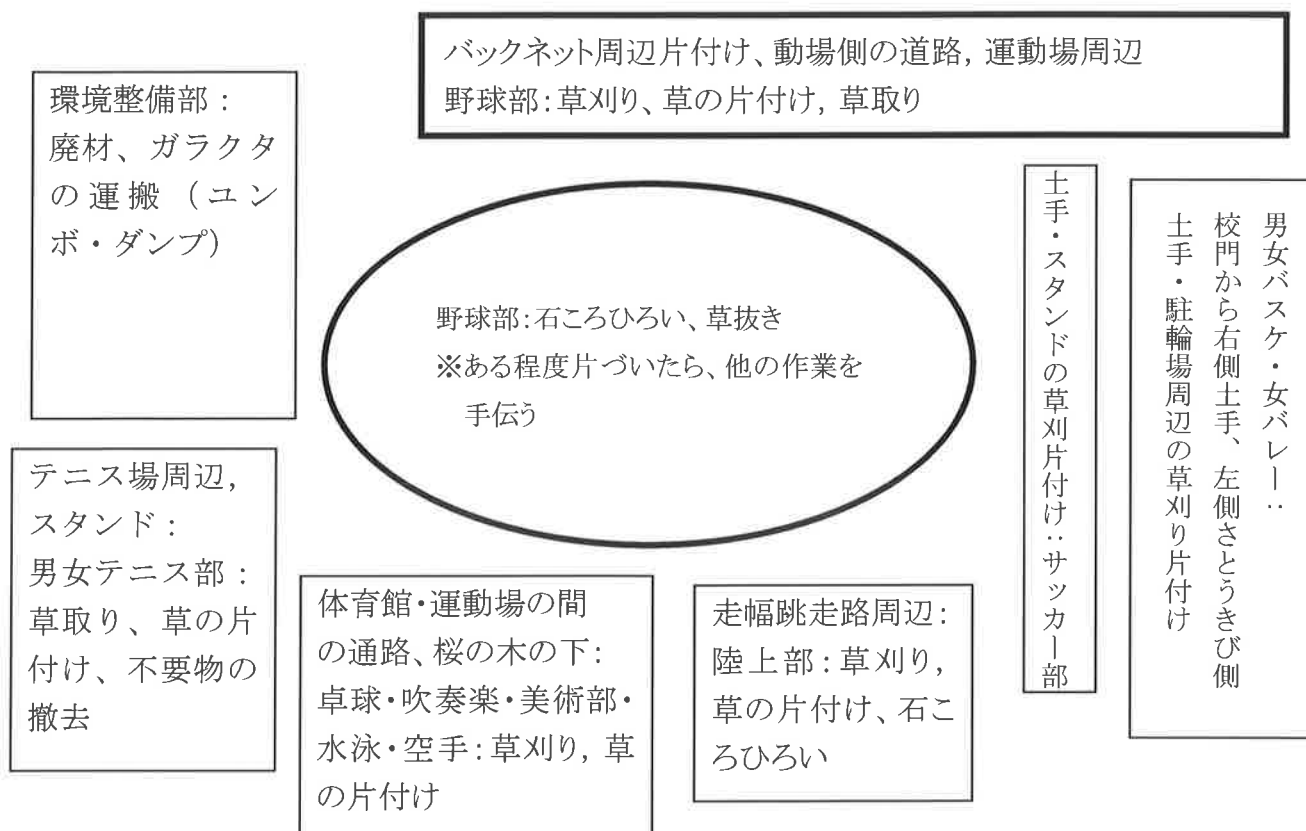 バックネット周辺片付け、動場側の道路, 運動場周辺
野球部：草刈り、草の片付け, 草取り
環境整備部：
廃材、ガラクタ
の運搬（ユン
ボ・ダンプ）
野球部：石ころひろい、草抜き
※ある程度片づいたら、他の作業を
手伝う
土手・スタンドの草刈片付け：サッカー部
男女バスケ・女バレー：
校門から右側土手、左側さとうきび側
土手・駐輪場周辺の草刈り片付け
テニス場周辺,
スタンド：
男女テニス部：
草取り、草の片
付け、不要物の
撤去
体育館・運動場の間
の通路、桜の木の下：
卓球・吹奏楽・美術部・
水泳・空手：草刈り, 草
の片付け
走幅跳走路周辺：
陸上部：草刈り,
草の片付け、石こ
ろひろい